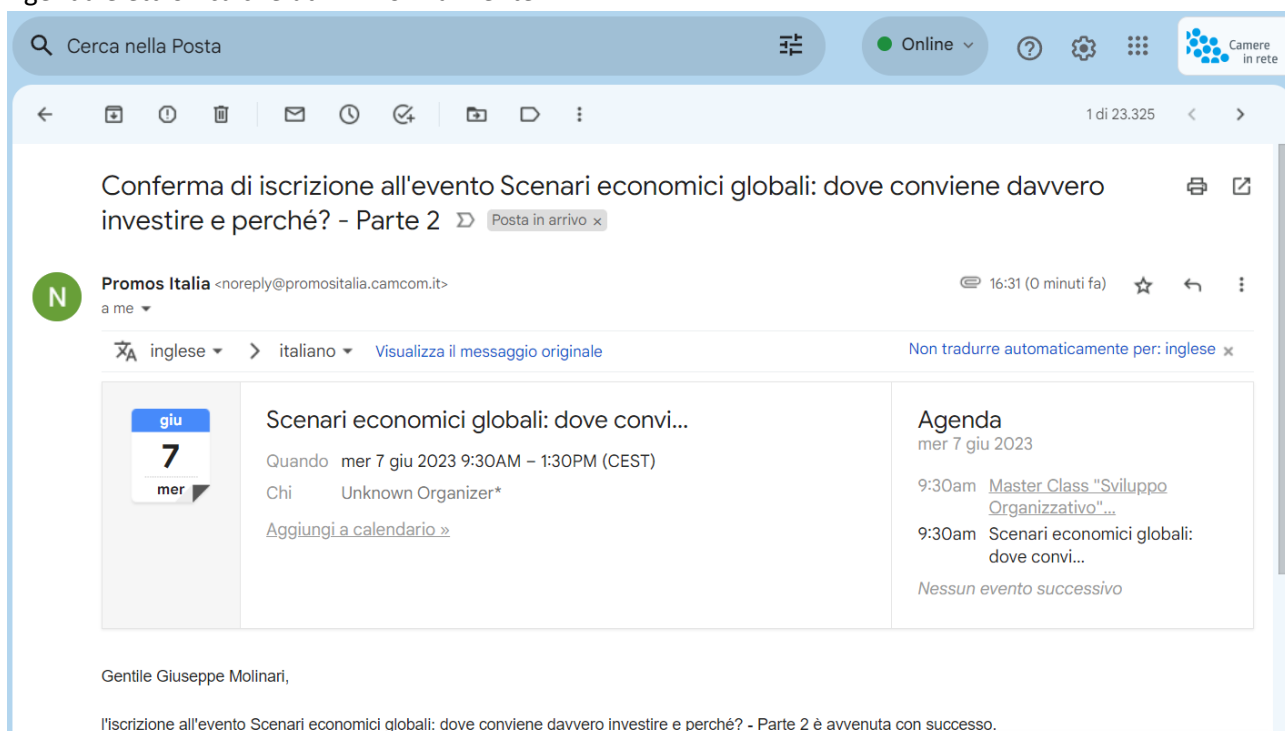 Cerca nella Posta
Online
Camere
in rete
1 di 23.325
Conferma di iscrizione all'evento Scenari economici globali: dove conviene davvero
investire e perché? - Parte 2
Posta in arrivo ×
N
Promos Italia <noreply@promositalia.camcom.it>
16:31 (0 minuti fa)
a me
inglese
italiano
Visualizza il messaggio originale
Non tradurre automaticamente per: inglese ×
giu
7
mer
Scenari economici globali: dove convi...
Quando mer 7 giu 2023 9:30AM – 1:30PM (CEST)
Chi Unknown Organizer*
Aggiungi a calendario »
Agenda
mer 7 giu 2023
9:30am Master Class "Sviluppo
Organizzativo"...
9:30am Scenari economici globali:
dove convi...
Nessun evento successivo
Gentile Giuseppe Molinari,
l'iscrizione all'evento Scenari economici globali: dove conviene davvero investire e perché? - Parte 2 è avvenuta con successo.